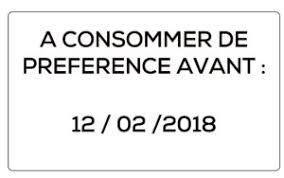 A CONSOMMER DE
PREFERENCE AVANT :
12 / 02 /2018